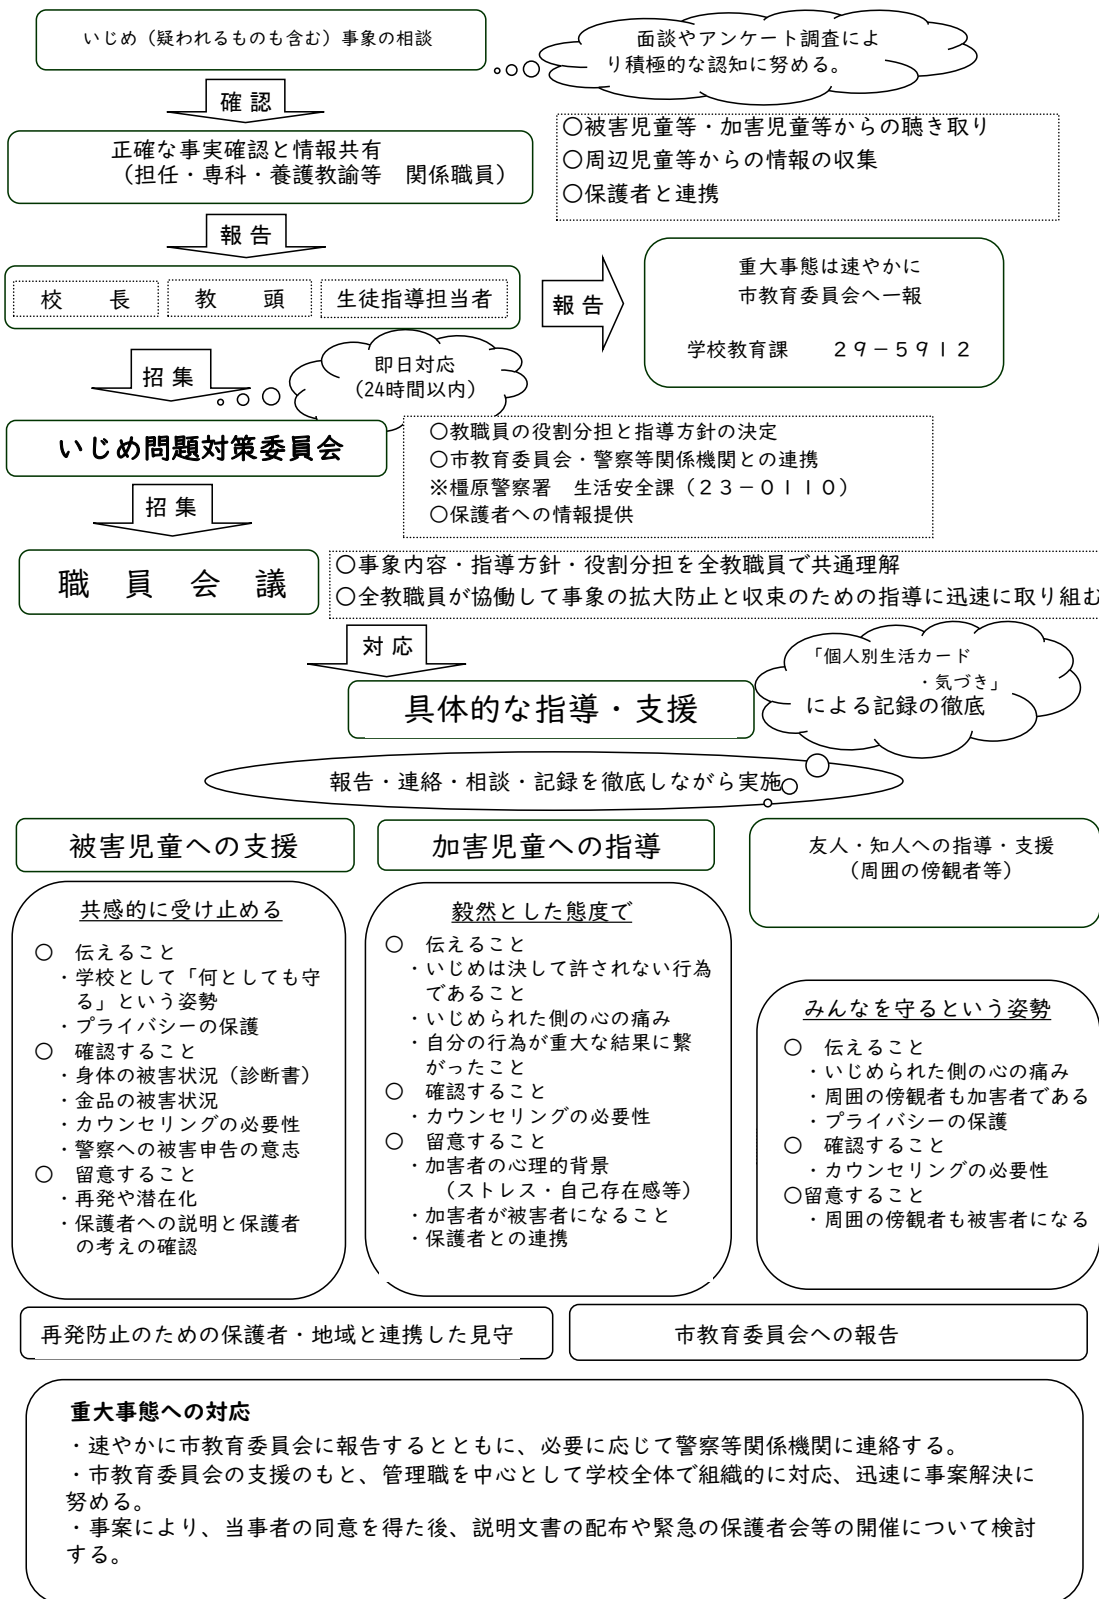 いじめ（疑われるものも含む）事象の相談
面談やアンケート調査によ
り積極的な認知に努める。
確 認
正確な事実確認と情報共有
（担任・専科・養護教諭等　関係職員）
〇被害児童等・加害児童等からの聴き取り
〇周辺児童等からの情報の収集
〇保護者と連携
報 告
校　　長
教　　頭
生徒指導担当者
報 告
重大事態は速やかに
市教育委員会へ一報
学校教育課　　２９－５９１２
招 集
即日対応
（24時間以内）
いじめ問題対策委員会
〇教職員の役割分担と指導方針の決定
〇市教育委員会・警察等関係機関との連携
※橿原警察署　生活安全課（２３－０１１０）
〇保護者への情報提供
招 集
職　員　会　議
〇事象内容・指導方針・役割分担を全教職員で共通理解
〇全教職員が協働して事象の拡大防止と収束のための指導に迅速に取り組む
対 応
「個人別生活カード
・気づき」
による記録の徹底
具体的な指導・支援
報告・連絡・相談・記録を徹底しながら実施
被害児童への支援
共感的に受け止める
〇　伝えること
・学校として「何としても守
る」という姿勢
・プライバシーの保護
〇　確認すること
・身体の被害状況（診断書）
・金品の被害状況
・カウンセリングの必要性
・警察への被害申告の意志
〇　留意すること
・再発や潜在化
・保護者への説明と保護者
の考えの確認
加害児童への指導
毅然とした態度で
〇　伝えること
・いじめは決して許されない行為
であること
・いじめられた側の心の痛み
・自分の行為が重大な結果に繋
がったこと
〇　確認すること
・カウンセリングの必要性
〇　留意すること
・加害者の心理的背景
（ストレス・自己存在感等）
・加害者が被害者になること
・保護者との連携
友人・知人への指導・支援
（周囲の傍観者等）
みんなを守るという姿勢
〇　伝えること
・いじめられた側の心の痛み
・周囲の傍観者も加害者である
・プライバシーの保護
〇　確認すること
・カウンセリングの必要性
〇留意すること
・周囲の傍観者も被害者になる
再発防止のための保護者・地域と連携した見守
市教育委員会への報告
重大事態への対応
・速やかに市教育委員会に報告するとともに、必要に応じて警察等関係機関に連絡する。
・市教育委員会の支援のもと、管理職を中心として学校全体で組織的に対応、迅速に事案解決に
努める。
・事案により、当事者の同意を得た後、説明文書の配布や緊急の保護者会等の開催について検討
する。